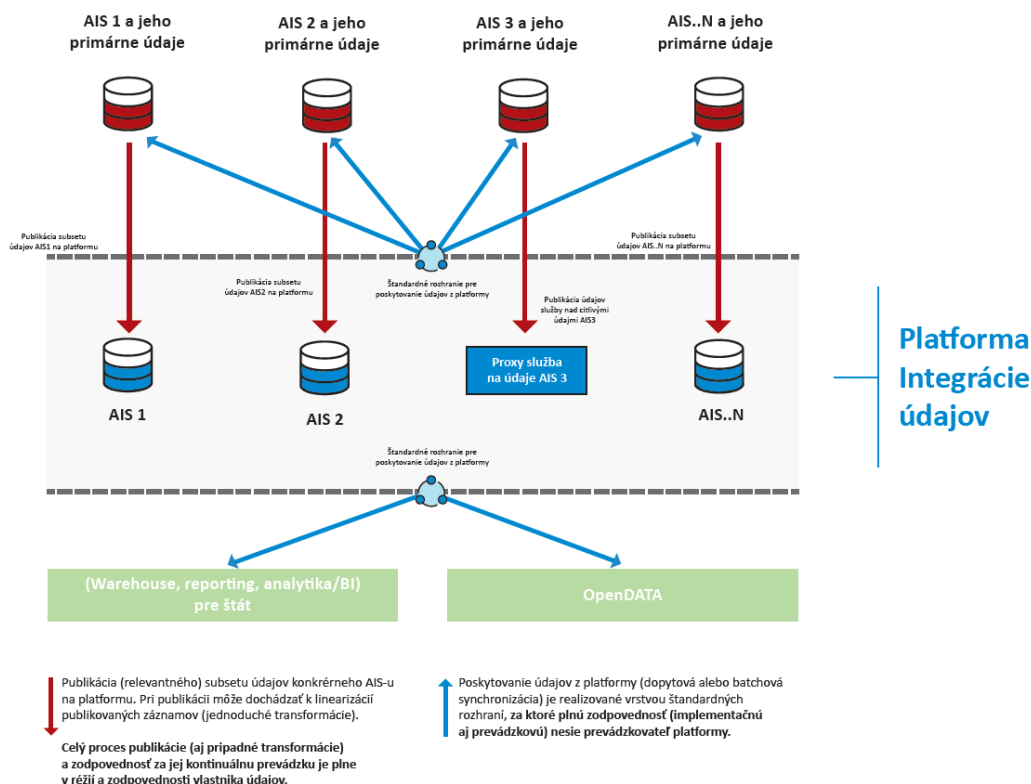 AIS 1 a jeho
primárne údaje
AIS 2 a jeho
primárne údaje
AIS 3 a jeho
primárne údaje
AIS..N a jeho
primárne údaje
Publikácia subsetu
údajov AIS1 na platformu
Publikácia subsetu
údajov AIS2 na platformu
Štandardné rozhranie pre
poskytovanie údajov z platformy
Publikácia údajov
služby nad citlivými
údajmi AIS3
Publikácia subsetu
údajov AIS..N na platformu
AIS 1
AIS 2
Proxy služba
na údaje AIS 3
AIS..N
Platforma
Integrácie
údajov
Štandardné rozhranie pre
poskytovanie údajov z platformy
(Warehouse, reporting, analytika/BI)
pre štát
OpenDATA
Publikácia (relevantného) subsetu údajov konkrérneho AIS-u
na platformu. Pri publikácii môže dochádzať k linearizácií
publikovaných záznamov (jednoduché transformácie).
Celý proces publikácie (aj pripadné transformácie)
a zodpovednosť za jej kontinuálnu prevádzku je plne
v réžií a zodpovednosti vlastnika údajov.
Poskytovanie údajov z platformy (dopytová alebo batchová
synchronizácia) je realizované vrstvou štandardných
rozhraní, za ktoré plnú zodpovednosť (implementačnú
aj prevádzkovú) nesie prevádzkovateľ platformy.